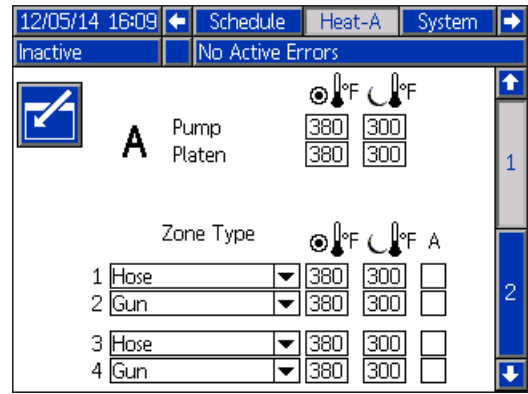 12/05/14 16:09 Schedule Heat-A System
Inactive No Active Errors
°F °F
A Pump 380 300
Platen 380 300
1
Zone Type °F °F A
1 Hose 380 300
2 Gun 380 300
2
3 Hose 380 300
4 Gun 380 300